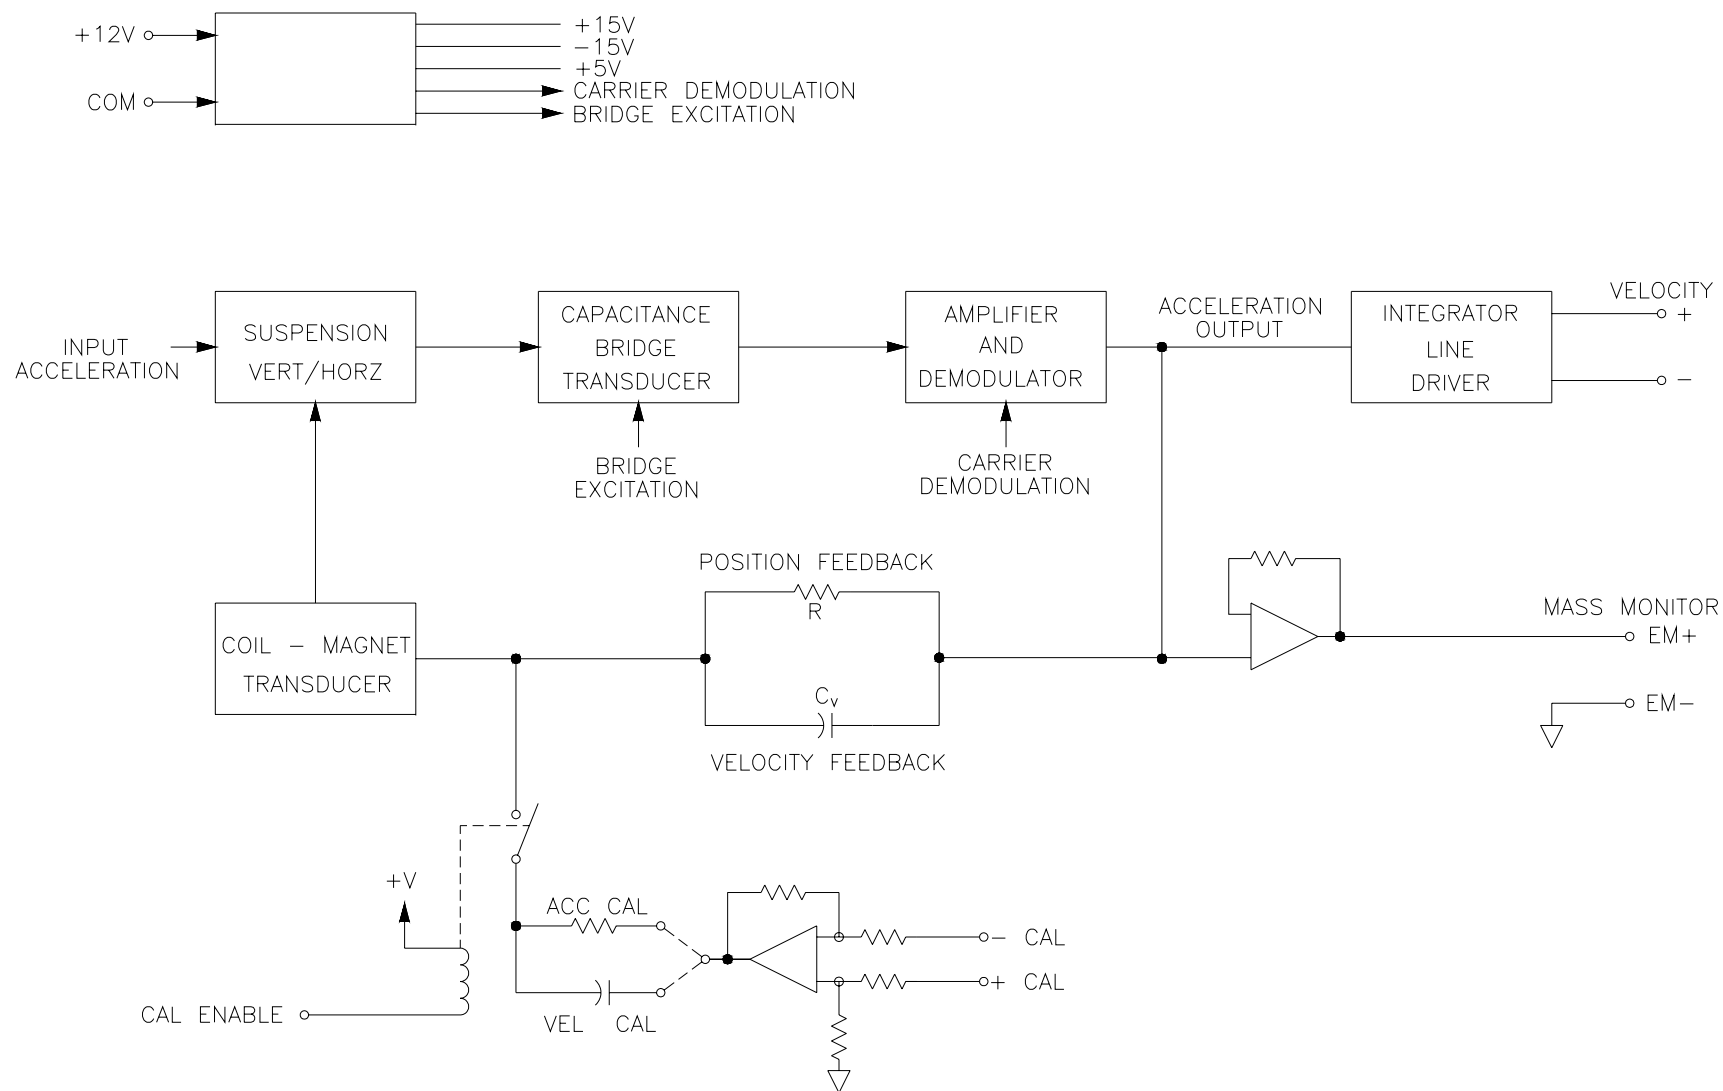 +12V
COM
+15V
-15V
+5V
CARRIER DEMODULATION
BRIDGE EXCITATION
INPUT
ACCELERATION
SUSPENSION
VERT/HORZ
CAPACITANCE
BRIDGE
TRANSDUCER
BRIDGE
EXCITATION
AMPLIFIER
AND
DEMODULATOR
CARRIER
DEMODULATION
ACCELERATION
OUTPUT
INTEGRATOR
LINE
DRIVER
VELOCITY
+
-
COIL - MAGNET
TRANSDUCER
POSITION FEEDBACK
R
Cv
VELOCITY FEEDBACK
MASS MONITOR
EM+
EM-
+V
CAL ENABLE
ACC CAL
VEL CAL
- CAL
+ CAL